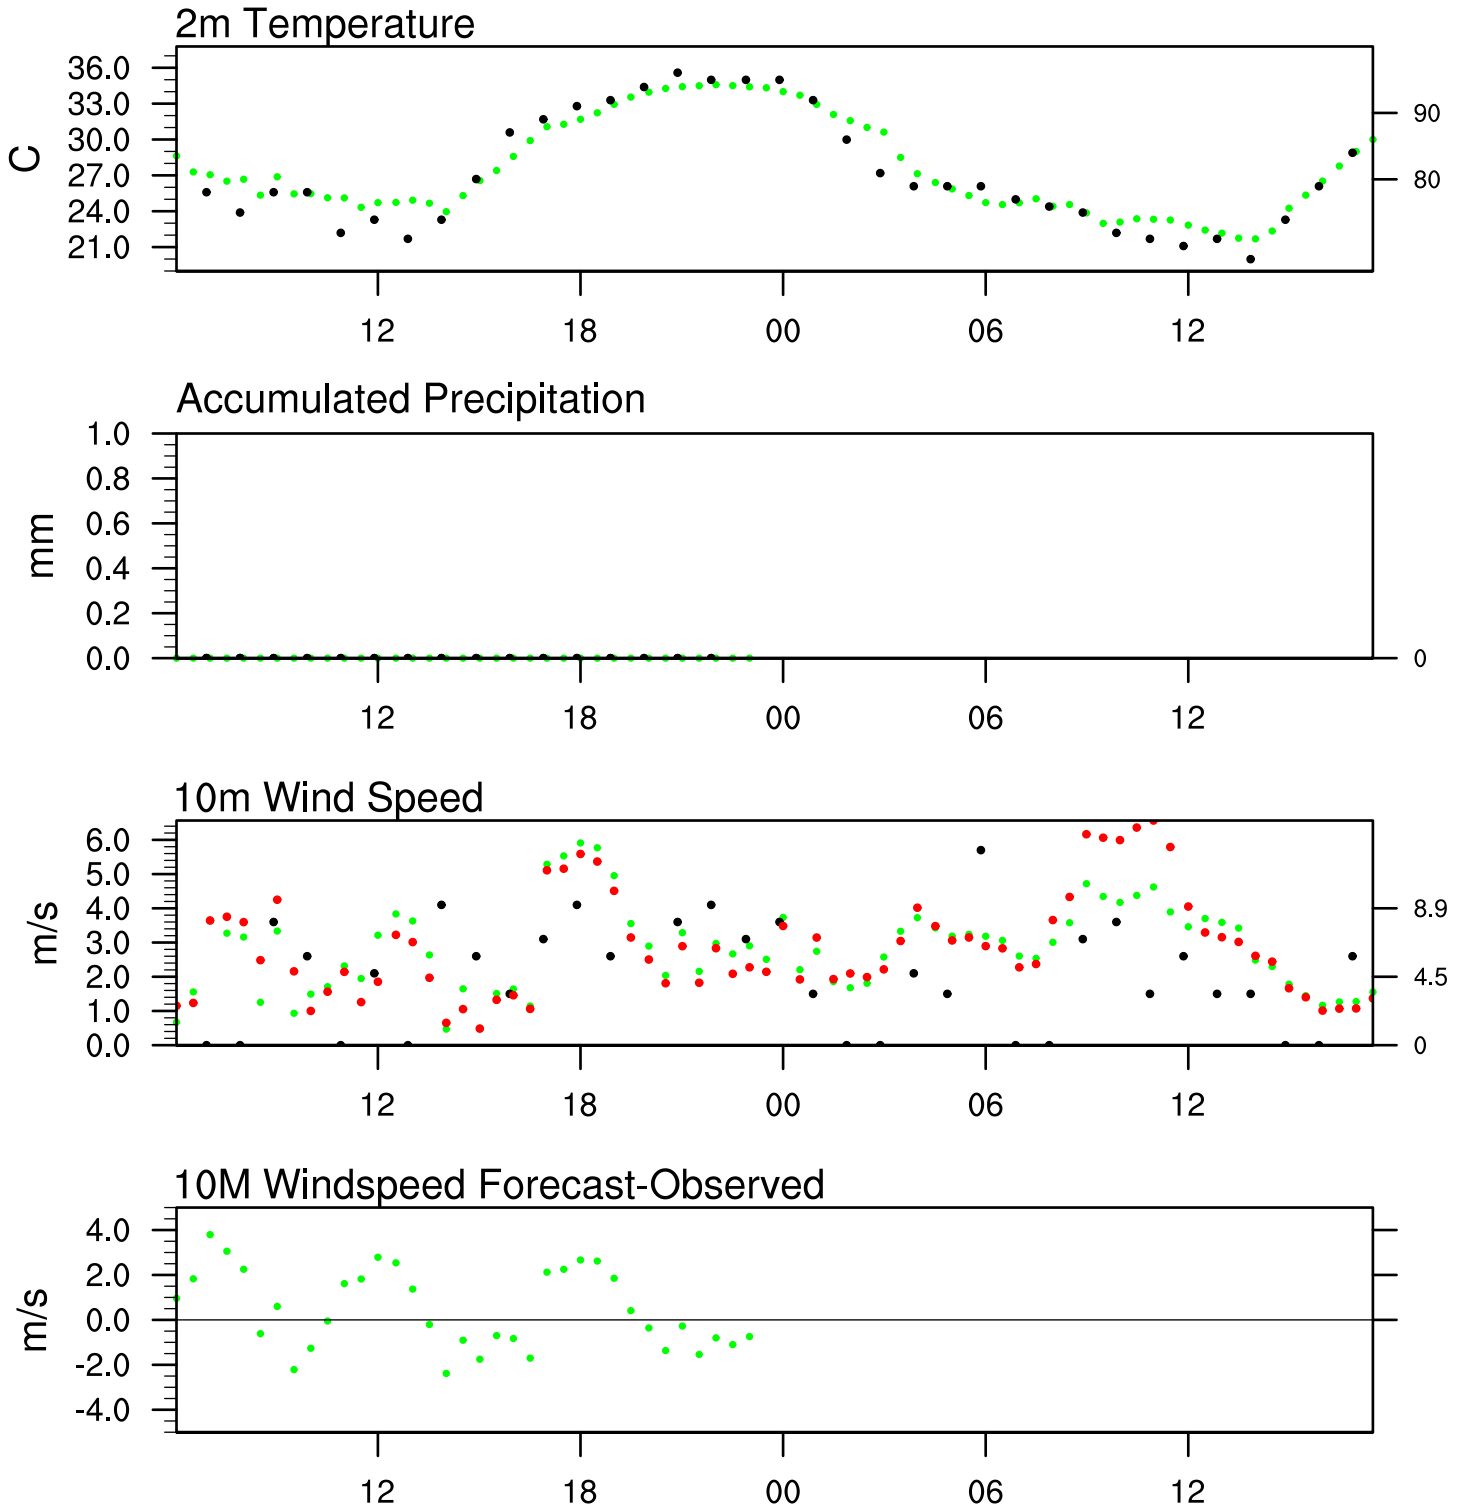 2m Temperature
36.0
33.0
90
30.0
C
27.0
80
24.0
21.0
12 18 00 06 12
Accumulated Precipitation
1.0
0.8
0.6
mm
0.4
0.2
0.0
0
12 18 00 06 12
10m Wind Speed
6.0
5.0
4.0
8.9
m/s
3.0
2.0
4.5
1.0
0.0
0
12 18 00 06 12
10M Windspeed Forecast-Observed
4.0
2.0
0.0
m/s
-2.0
-4.0
12 18 00 06 12